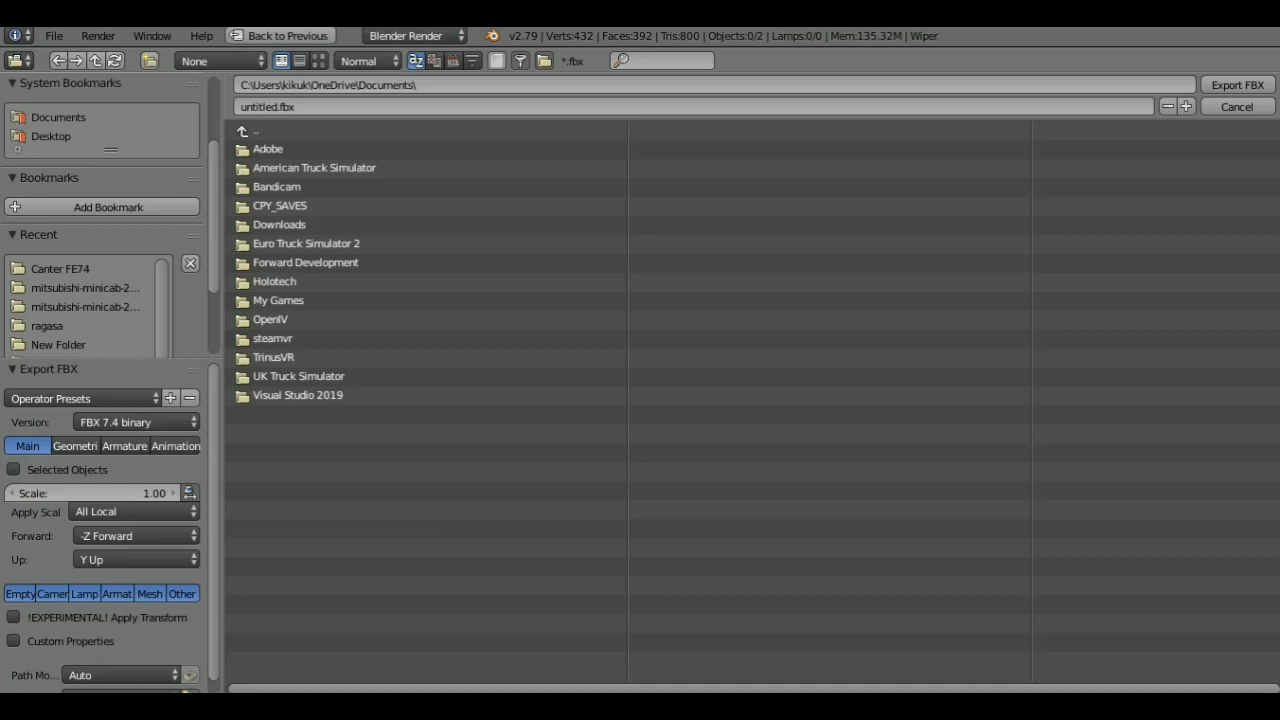 File Render Window Help Back to Previous Blender Render v2.79 | Verts:432 | Faces:392 | Tris:800 | Objects:0/2 | Lamps:0/0 | Mem:135.32M | Wiper
None Normal *.fbx
System Bookmarks
Documents
Desktop
Bookmarks
Add Bookmark
Recent
Canter FE74
mitsubishi-minicab-2...
mitsubishi-minicab-2...
ragasa
New Folder
Export FBX
Operator Presets
Version: FBX 7.4 binary
Main Geometri Armature Animation
Selected Objects
Scale: 1.00
Apply Scal All Local
Forward: -Z Forward
Up: Y Up
Empty Camer Lamp Armat Mesh Other
!EXPERIMENTAL! Apply Transform
Custom Properties
Path Mo... Auto
C:\Users\kikuk\OneDrive\Documents\ Export FBX
untitled.fbx Cancel
..
Adobe
American Truck Simulator
Bandicam
CPY_SAVES
Downloads
Euro Truck Simulator 2
Forward Development
Holotech
My Games
OpenIV
steamvr
TrinusVR
UK Truck Simulator
Visual Studio 2019